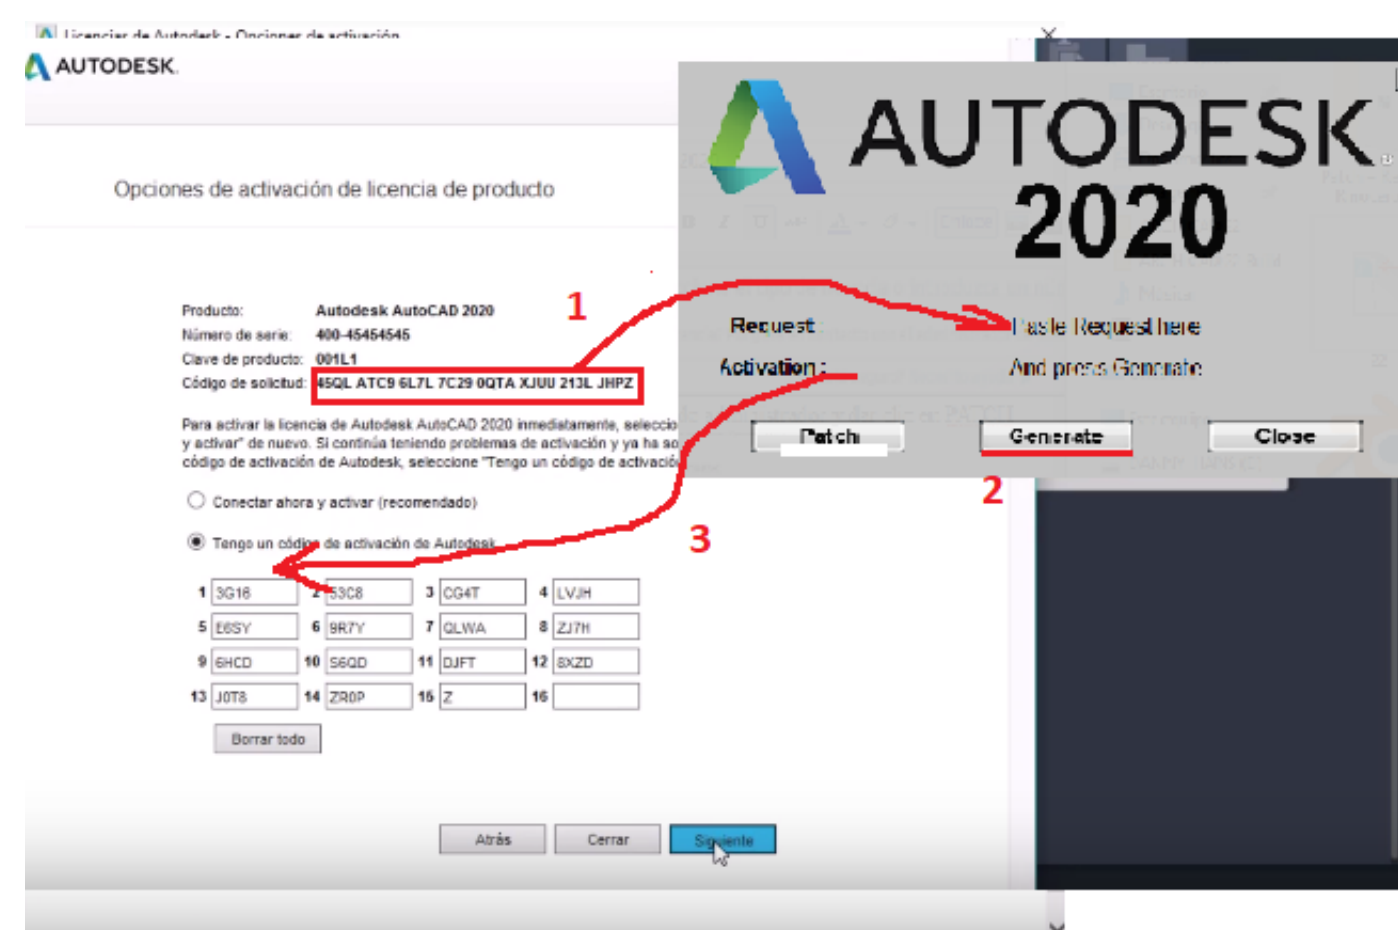 Licenciar de Autodesk - Opciones de activación
AUTODESK.
AUTODESK.
2020
Opciones de activación de licencia de producto
1
Producto: Autodesk AutoCAD 2020
Número de serie: 400-45454545
Clave de producto: 001L1
Código de solicitud: 45QL ATC9 6L7L 7C29 0QTA XJUU 213L JHPZ
Request Paste Request here
Activation : And press Generate
Patch Generate Close
2
3
Para activar la licencia de Autodesk AutoCAD 2020 inmediatamente, seleccio
y activar" de nuevo. Si continúa teniendo problemas de activación y ya ha so
código de activación de Autodesk, seleccione "Tengo un código de activació
Conectar ahora y activar (recomendado)
Tengo un código de activación de Autodesk
1 3G16 2 53C8 3 CG4T 4 LVJH
5 E6SY 6 9R7Y 7 QLWA 8 ZJ7H
9 6HCD 10 S6QD 11 DJFT 12 8XZD
13 J0T8 14 ZR0P 15 Z 16
Borrar todo
Atrás Cerrar Siguiente